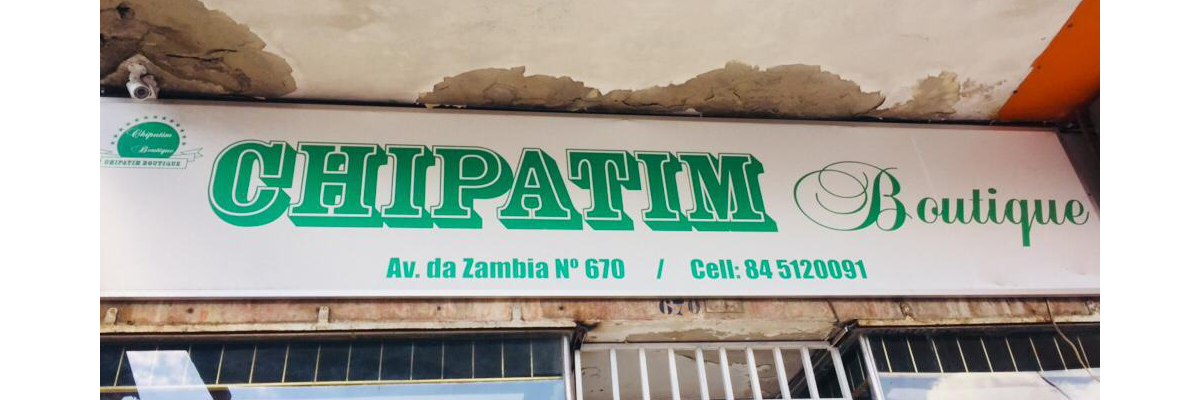 Chipatim
Boutique
CHIPATIM BOUTIQUE
CHIPATIM Boutique
Av. da Zambia Nº 670 / Cell: 84 5120091
670